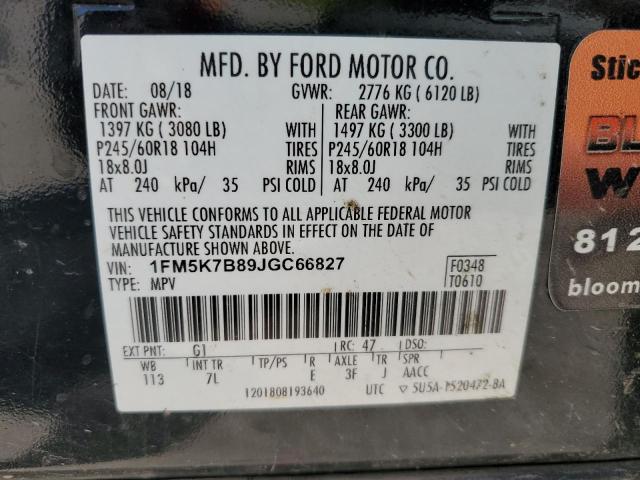 MFD. BY FORD MOTOR CO.
DATE: 08/18 GVWR: 2776 KG ( 6120 LB)
FRONT GAWR: REAR GAWR:
1397 KG ( 3080 LB) WITH 1497 KG ( 3300 LB) WITH
P245/60R18 104H TIRES P245/60R18 104H TIRES
18x8.0J RIMS 18x8.0J RIMS
AT 240 kPa/ 35 PSI COLD AT 240 kPa/ 35 PSI COLD
THIS VEHICLE CONFORMS TO ALL APPLICABLE FEDERAL MOTOR
VEHICLE SAFETY STANDARDS IN EFFECT ON THE DATE OF
MANUFACTURE SHOWN ABOVE.
VIN: 1FM5K7B89JGC66827 F0348
TYPE: MPV T0610
EXT PNT: G1 RC: 47 DSO:
WB INT TR TP/PS R AXLE TR SPR
113 7L E 3F J AACC
1201808193640 UTC 5U5A-1520472-BA
Stic
BL
W
812
bloom